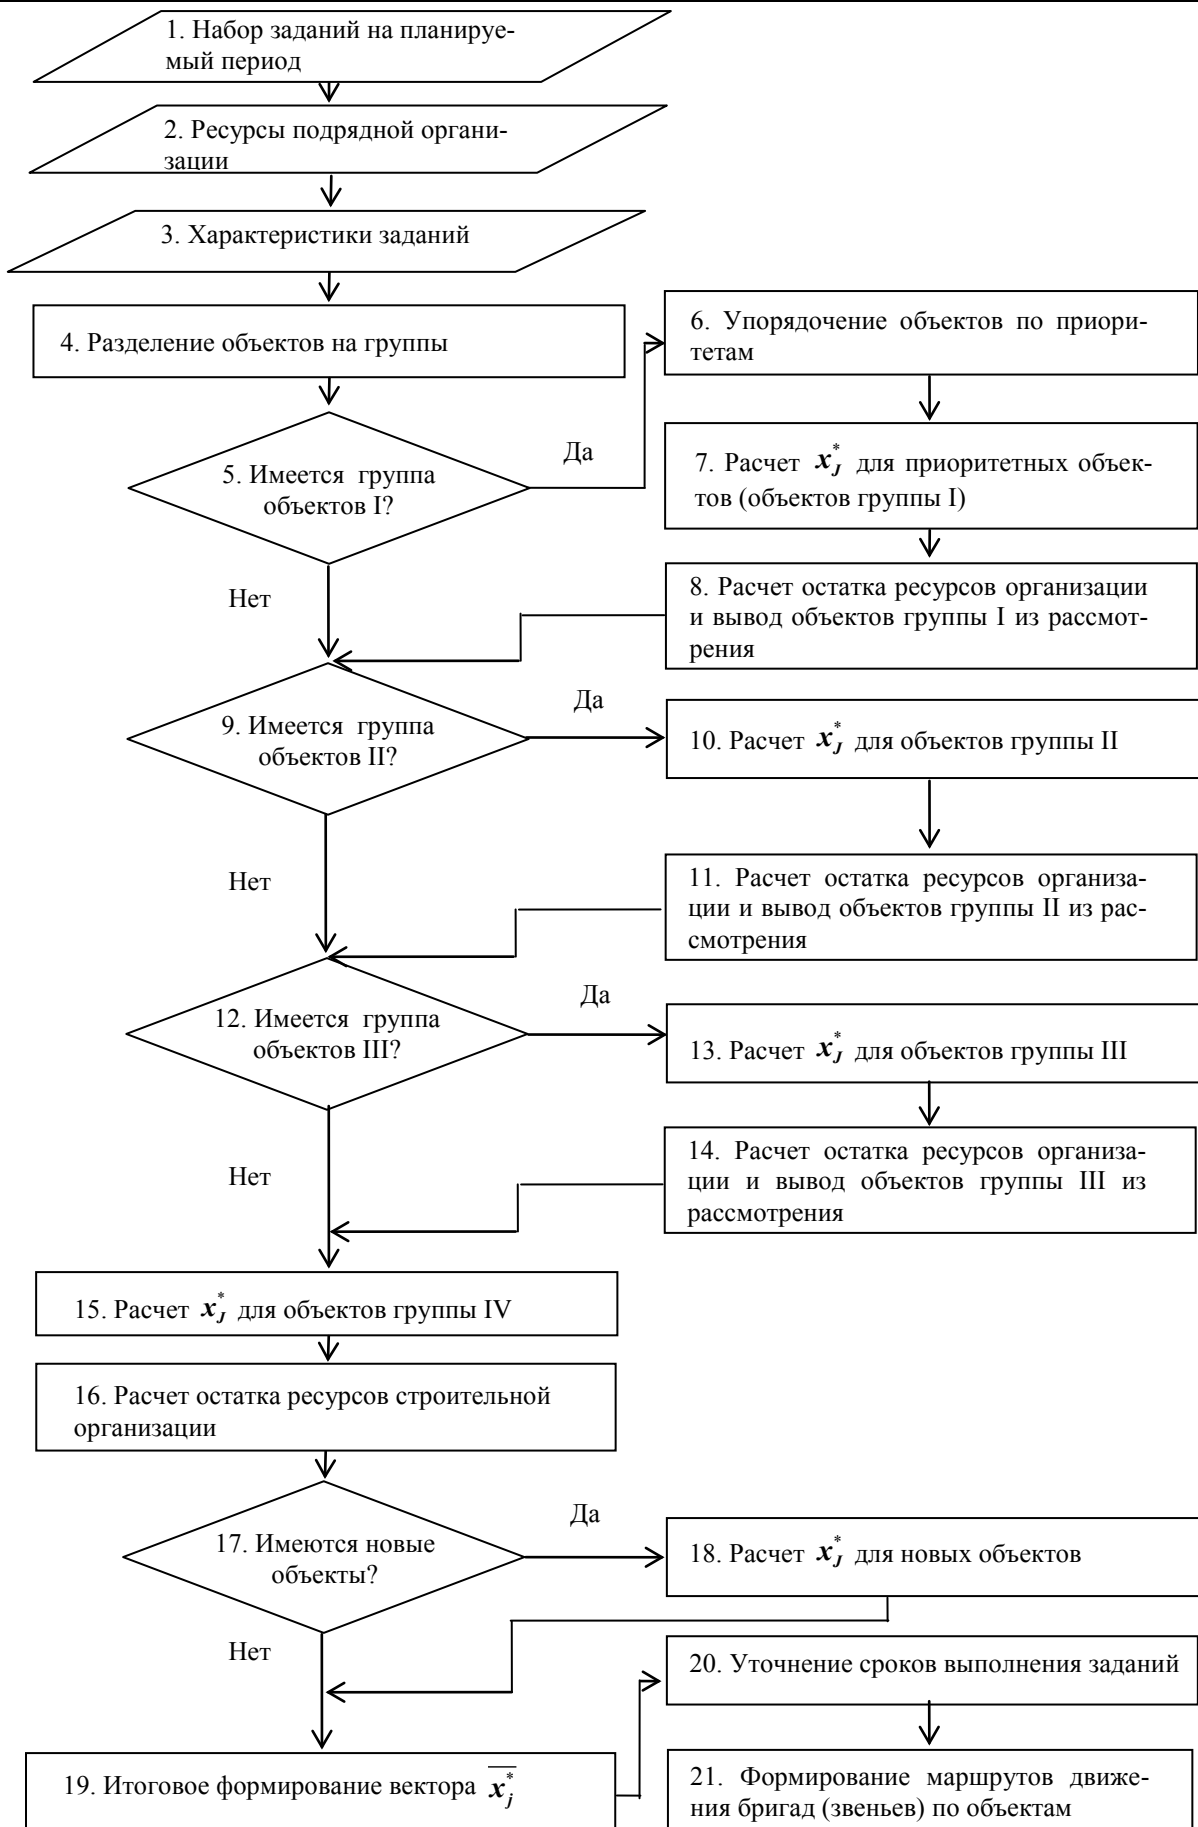 1. Набор заданий на планируе-
мый период
2. Ресурсы подрядной органи-
зации
3. Характеристики заданий
4. Разделение объектов на группы
6. Упорядочение объектов по приори-
тетам
5. Имеется группа
объектов I?
Да
7. Расчет x_J^* для приоритетных объек-
тов (объектов группы I)
Нет
8. Расчет остатка ресурсов организации
и вывод объектов группы I из рассмот-
рения
9. Имеется группа
объектов II?
Да
10. Расчет x_J^* для объектов группы II
Нет
11. Расчет остатка ресурсов организа-
ции и вывод объектов группы II из рас-
смотрения
12. Имеется группа
объектов III?
Да
13. Расчет x_J^* для объектов группы III
Нет
14. Расчет остатка ресурсов организа-
ции и вывод объектов группы III из
рассмотрения
15. Расчет x_J^* для объектов группы IV
16. Расчет остатка ресурсов строительной
организации
17. Имеются новые
объекты?
Да
18. Расчет x_J^* для новых объектов
Нет
19. Итоговое формирование вектора \overline{x_j^*}
20. Уточнение сроков выполнения заданий
21. Формирование маршрутов движе-
ния бригад (звеньев) по объектам